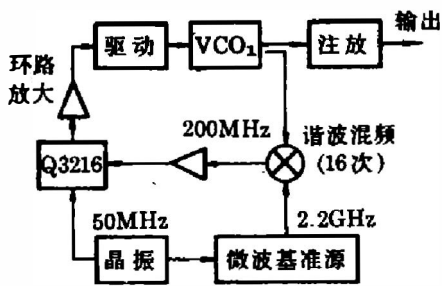 输出
驱动
VCO₁
注放
环路
放大
200MHz
谐波混频
(16次)
Q3216
50MHz
2.2GHz
晶振
微波基准源